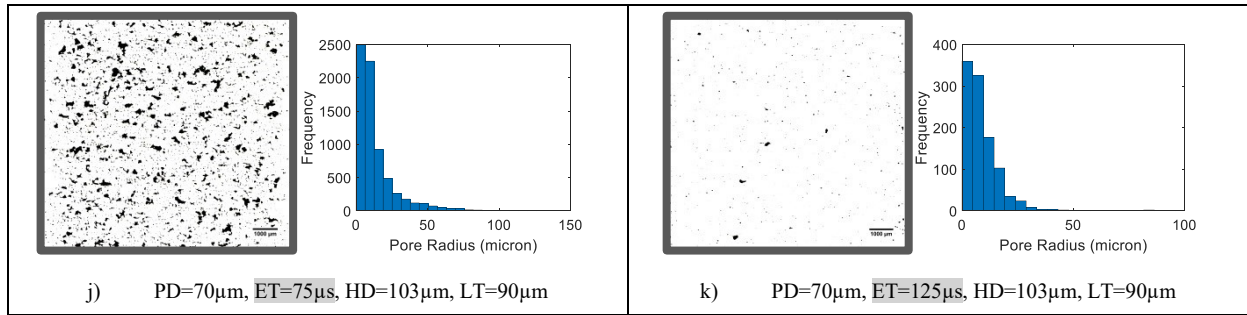 2500
2000
1500
1000
500
0
Frequency
0 50 100 150
Pore Radius (micron)
1000 µm
j) PD=70µm, ET=75µs, HD=103µm, LT=90µm
400
300
200
100
0
Frequency
0 50 100
Pore Radius (micron)
1000 µm
k) PD=70µm, ET=125µs, HD=103µm, LT=90µm